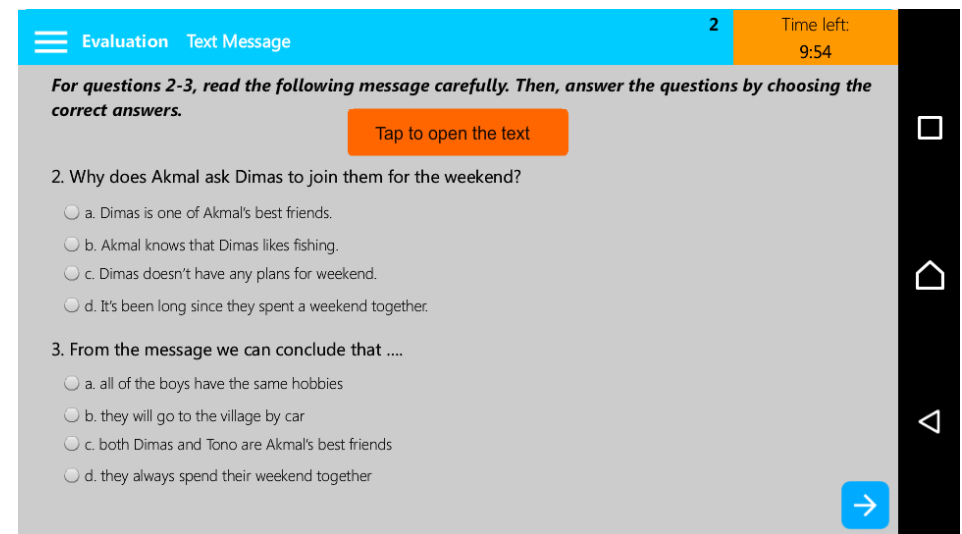 Evaluation Text Message
2
Time left:
9:54
For questions 2-3, read the following message carefully. Then, answer the questions by choosing the
correct answers.
Tap to open the text
2. Why does Akmal ask Dimas to join them for the weekend?
a. Dimas is one of Akmal's best friends.
b. Akmal knows that Dimas likes fishing.
c. Dimas doesn't have any plans for weekend.
d. It's been long since they spent a weekend together.
3. From the message we can conclude that ....
a. all of the boys have the same hobbies
b. they will go to the village by car
c. both Dimas and Tono are Akmal's best friends
d. they always spend their weekend together